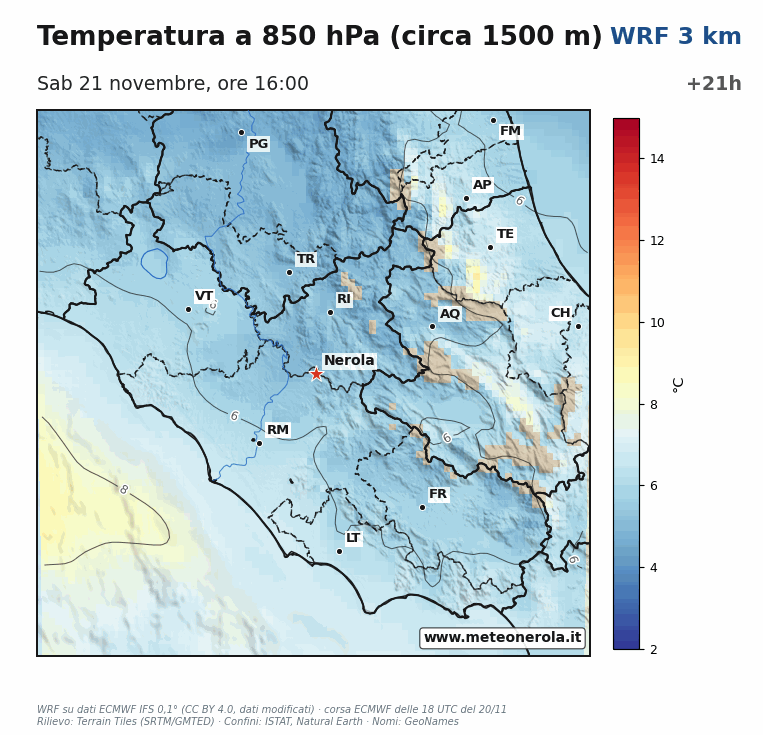 Temperatura a 850 hPa (circa 1500 m) WRF 3 km
Sab 21 novembre, ore 16:00 +21h
FM
PG
AP
6
TE
TR
VT
6
RI
AQ
CH
Nerola
6
RM
6
8
FR
LT
6
www.meteonerola.it
14
12
10
8
6
4
2
°C
WRF su dati ECMWF IFS 0,1° (CC BY 4.0, dati modificati) · corsa ECMWF delle 18 UTC del 20/11
Rilievo: Terrain Tiles (SRTM/GMTED) · Confini: ISTAT, Natural Earth · Nomi: GeoNames